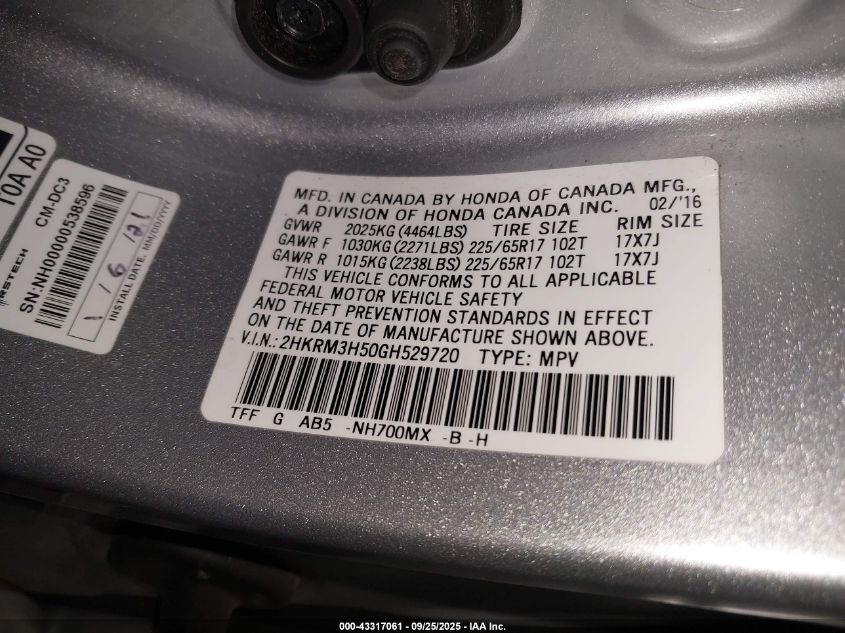 MFD. IN CANADA BY HONDA OF CANADA MFG.,
A DIVISION OF HONDA CANADA INC. 02/'16
GVWR 2025KG (4464LBS) TIRE SIZE RIM SIZE
GAWR F 1030KG (2271LBS) 225/65R17 102T 17X7J
GAWR R 1015KG (2238LBS) 225/65R17 102T 17X7J
THIS VEHICLE CONFORMS TO ALL APPLICABLE
FEDERAL MOTOR VEHICLE SAFETY
AND THEFT PREVENTION STANDARDS IN EFFECT
ON THE DATE OF MANUFACTURE SHOWN ABOVE.
V.I.N.: 2HKRM3H50GH529720 TYPE: MPV
TFF G AB5 -NH700MX -B -H
10A A0
RSTECH
SN:NH00000538596 CM-DC3
1/6/21
INSTALL DATE. MM/DD/YYYY
000-43317061 - 09/25/2025 - IAA Inc.